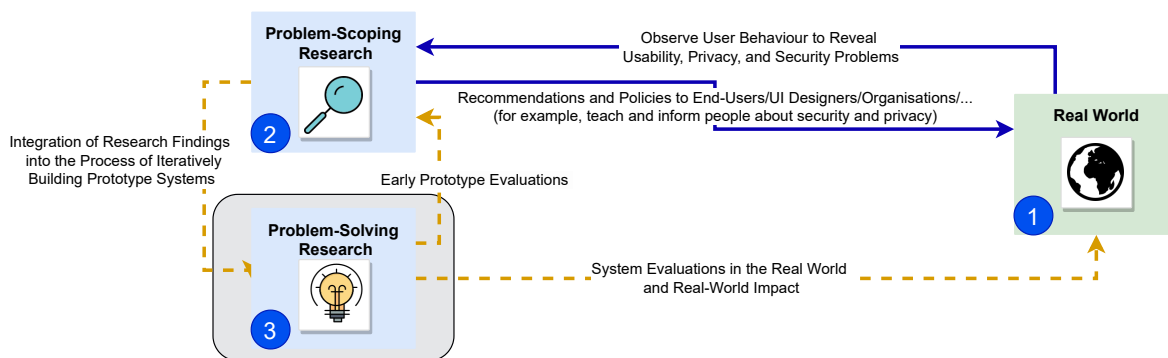 Problem-Scoping
Research
2
Observe User Behaviour to Reveal
Usability, Privacy, and Security Problems
Recommendations and Policies to End-Users/UI Designers/Organisations/...
(for example, teach and inform people about security and privacy)
Real World
1
Integration of Research Findings
into the Process of Iteratively
Building Prototype Systems
Early Prototype Evaluations
Problem-Solving
Research
3
System Evaluations in the Real World
and Real-World Impact